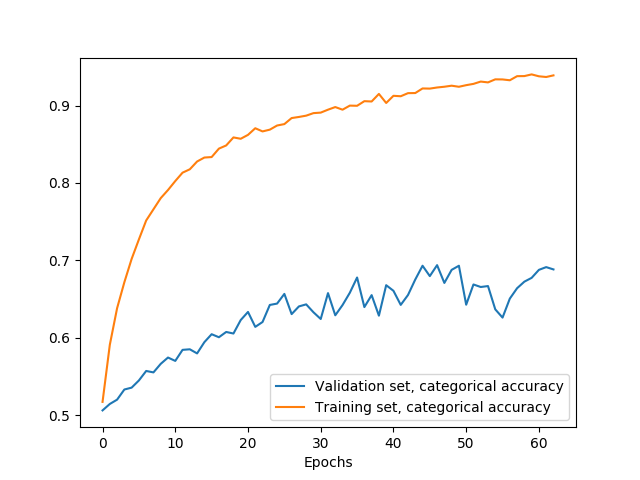 0.9
0.8
0.7
0.6
0.5
Validation set, categorical accuracy
Training set, categorical accuracy
0 10 20 30 40 50 60
Epochs